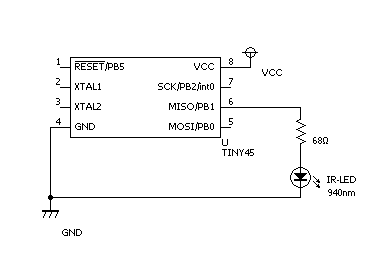 1 RESET/PB5 VCC 8
VCC
2 XTAL1 SCK/PB2/int0 7
3 XTAL2 MISO/PB1 6
4 GND MOSI/PB0 5
U
TINY45
68Ω
IR-LED
940nm
GND